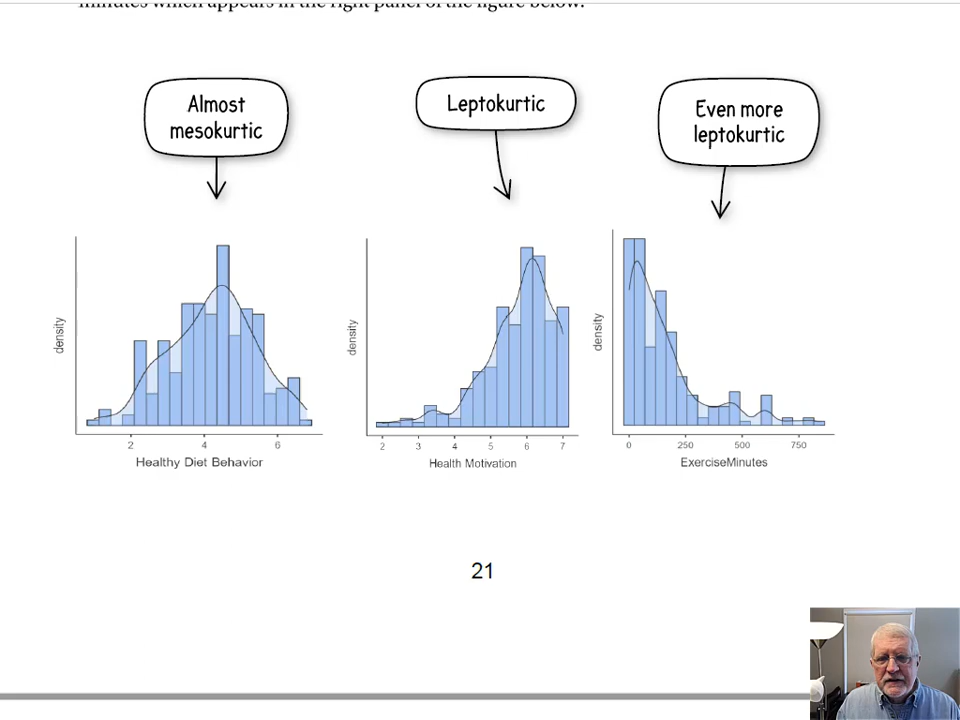 minutes which appears in the right panel of the figure below.
Almost
mesokurtic
Leptokurtic
Even more
leptokurtic
density
2 4 6
Healthy Diet Behavior
density
2 3 4 5 6 7
Health Motivation
density
0 250 500 750
ExerciseMinutes
21